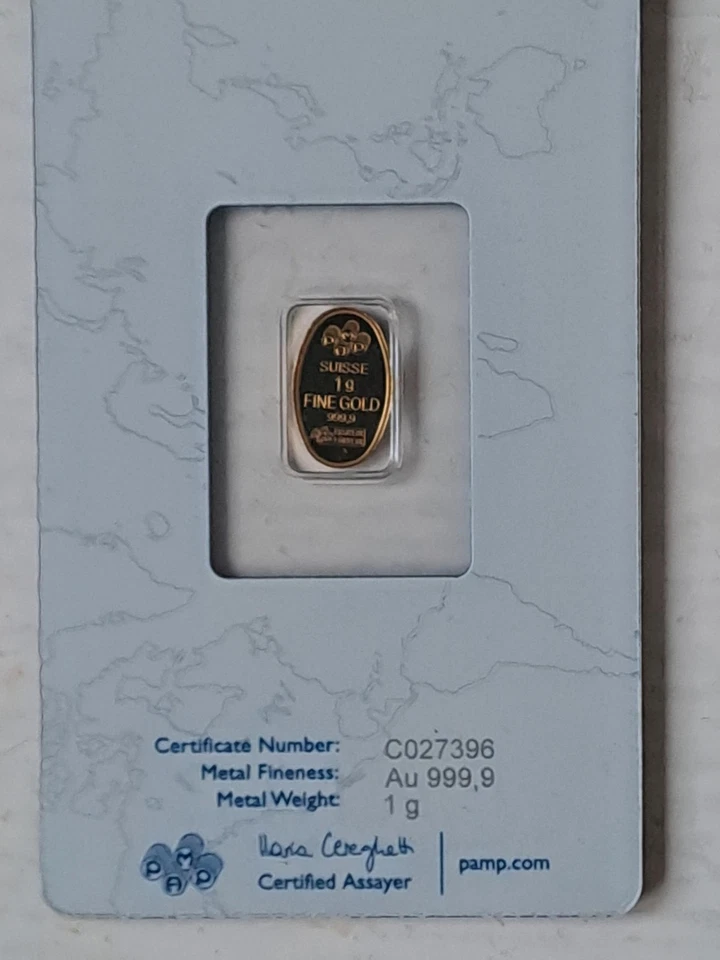 PAMP
SUISSE
1g
FINE GOLD
999,9
Certificate Number: C027396
Metal Fineness: Au 999,9
Metal Weight: 1 g
PAMP
Certified Assayer
pamp.com